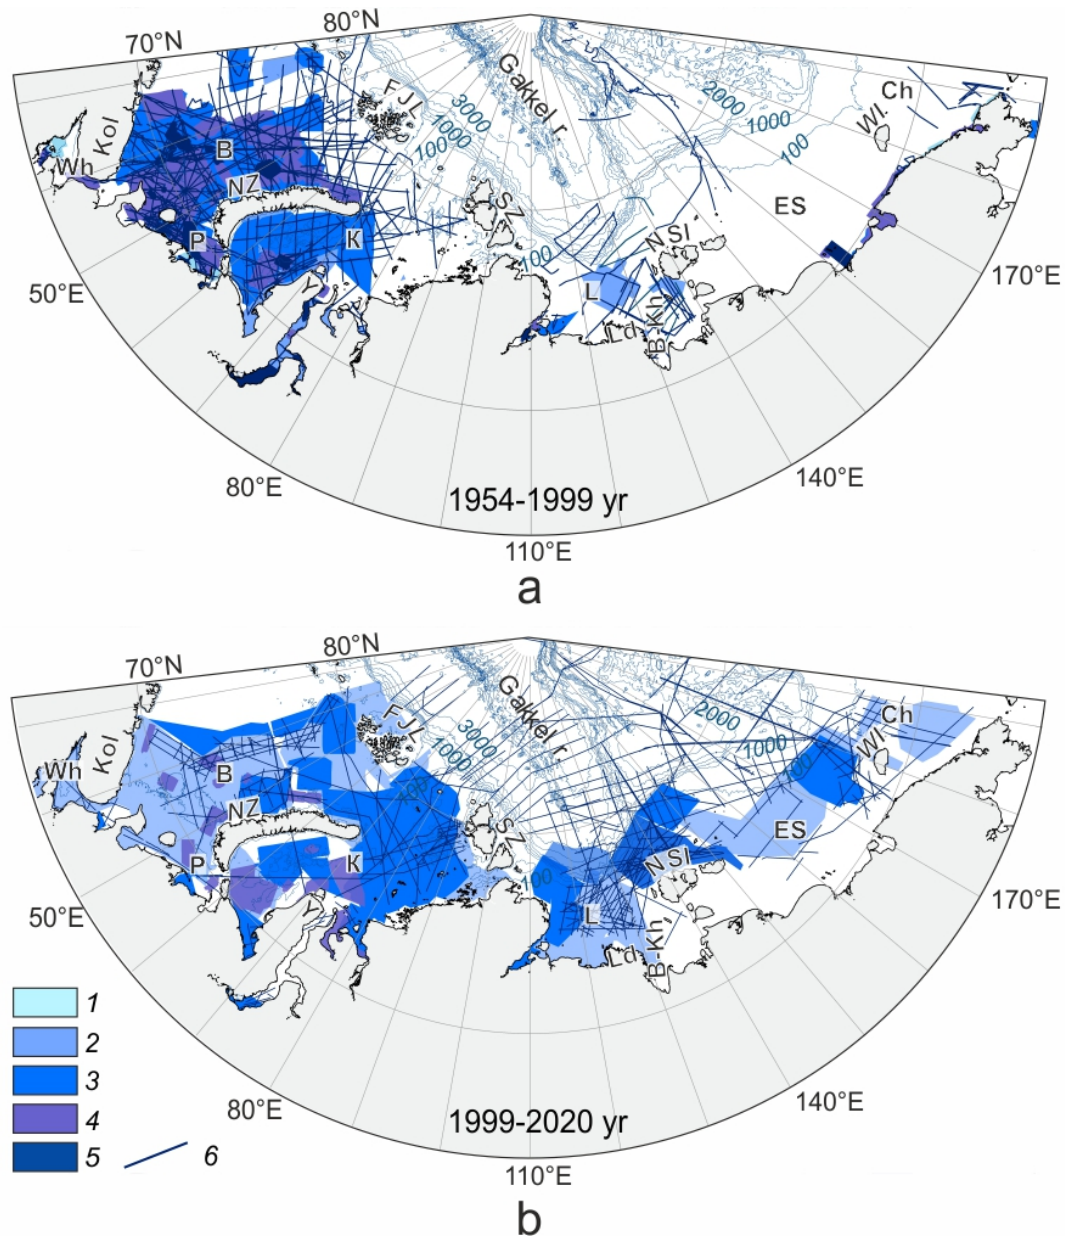 80°N
70°N
Gakkel r.
Ch
FJL
3000
2000
WI.
Kol
1000
1000
100
B
100
Wh
NZ
SZ
ES
P
K
N SI
100
170°E
50°E
Y
L
Ld
B-Kh
80°E
140°E
1954-1999 yr
110°E
a
80°N
70°N
Gakkel r.
FJL
Ch
3000
2000
Kol
1000
1000
WI
Wh
B
100
100
NZ
SZ
ES
P
K
N SI
100
170°E
50°E
Y
L
Ld
B-Kh
1
2
3
4
5
6
80°E
140°E
1999-2020 yr
110°E
b